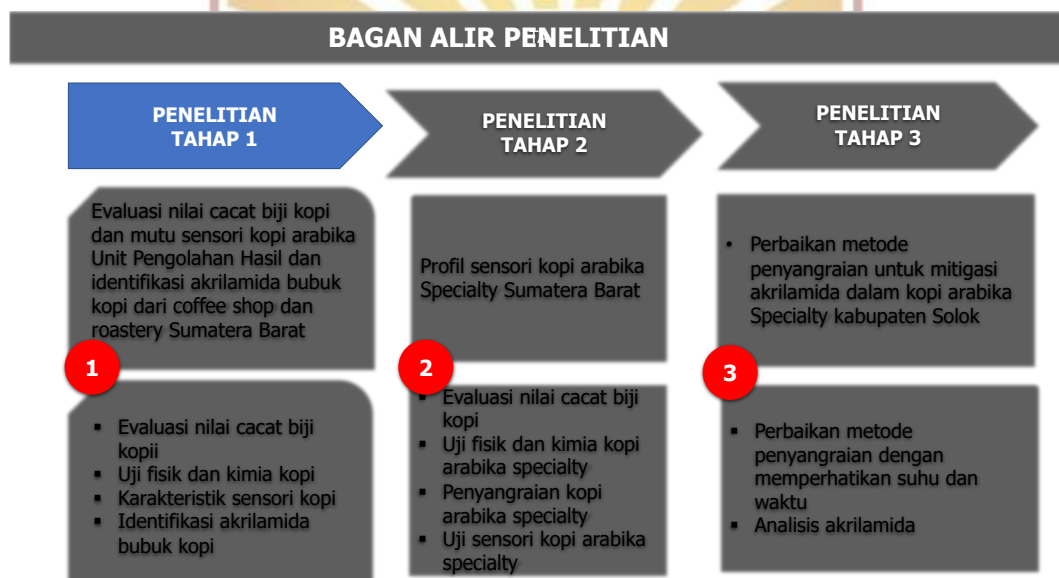 BAGAN ALIR PENELITIAN
PENELITIAN
TAHAP 1
Evaluasi nilai cacat biji kopi
dan mutu sensori kopi arabika
Unit Pengolahan Hasil dan
identifikasi akrilamida bubuk
kopi dari coffee shop dan
roastery Sumatera Barat
1
▪ Evaluasi nilai cacat biji
kopii
▪ Uji fisik dan kimia kopi
▪ Karakteristik sensori kopi
▪ Identifikasi akrilamida
bubuk kopi
PENELITIAN
TAHAP 2
Profil sensori kopi arabika
Specialty Sumatera Barat
2
▪ Evaluasi nilai cacat biji
kopi
▪ Uji fisik dan kimia kopi
arabika specialty
▪ Penyangraian kopi
arabika specialty
▪ Uji sensori kopi arabika
specialty
PENELITIAN
TAHAP 3
• Perbaikan metode
penyangraian untuk mitigasi
akrilamida dalam kopi arabika
Specialty kabupaten Solok
3
▪ Perbaikan metode
penyangraian dengan
memperhatikan suhu dan
waktu
▪ Analisis akrilamida